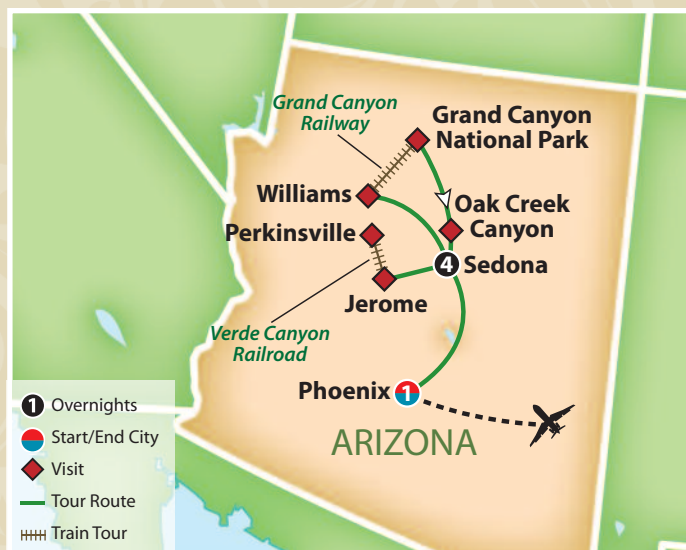 Grand Canyon
Railway
Grand Canyon
National Park
Williams
Oak Creek
Canyon
Perkinsville
4 Sedona
Jerome
Verde Canyon
Railroad
Phoenix 1
ARIZONA
1 Overnights
Start/End City
Visit
Tour Route
Train Tour